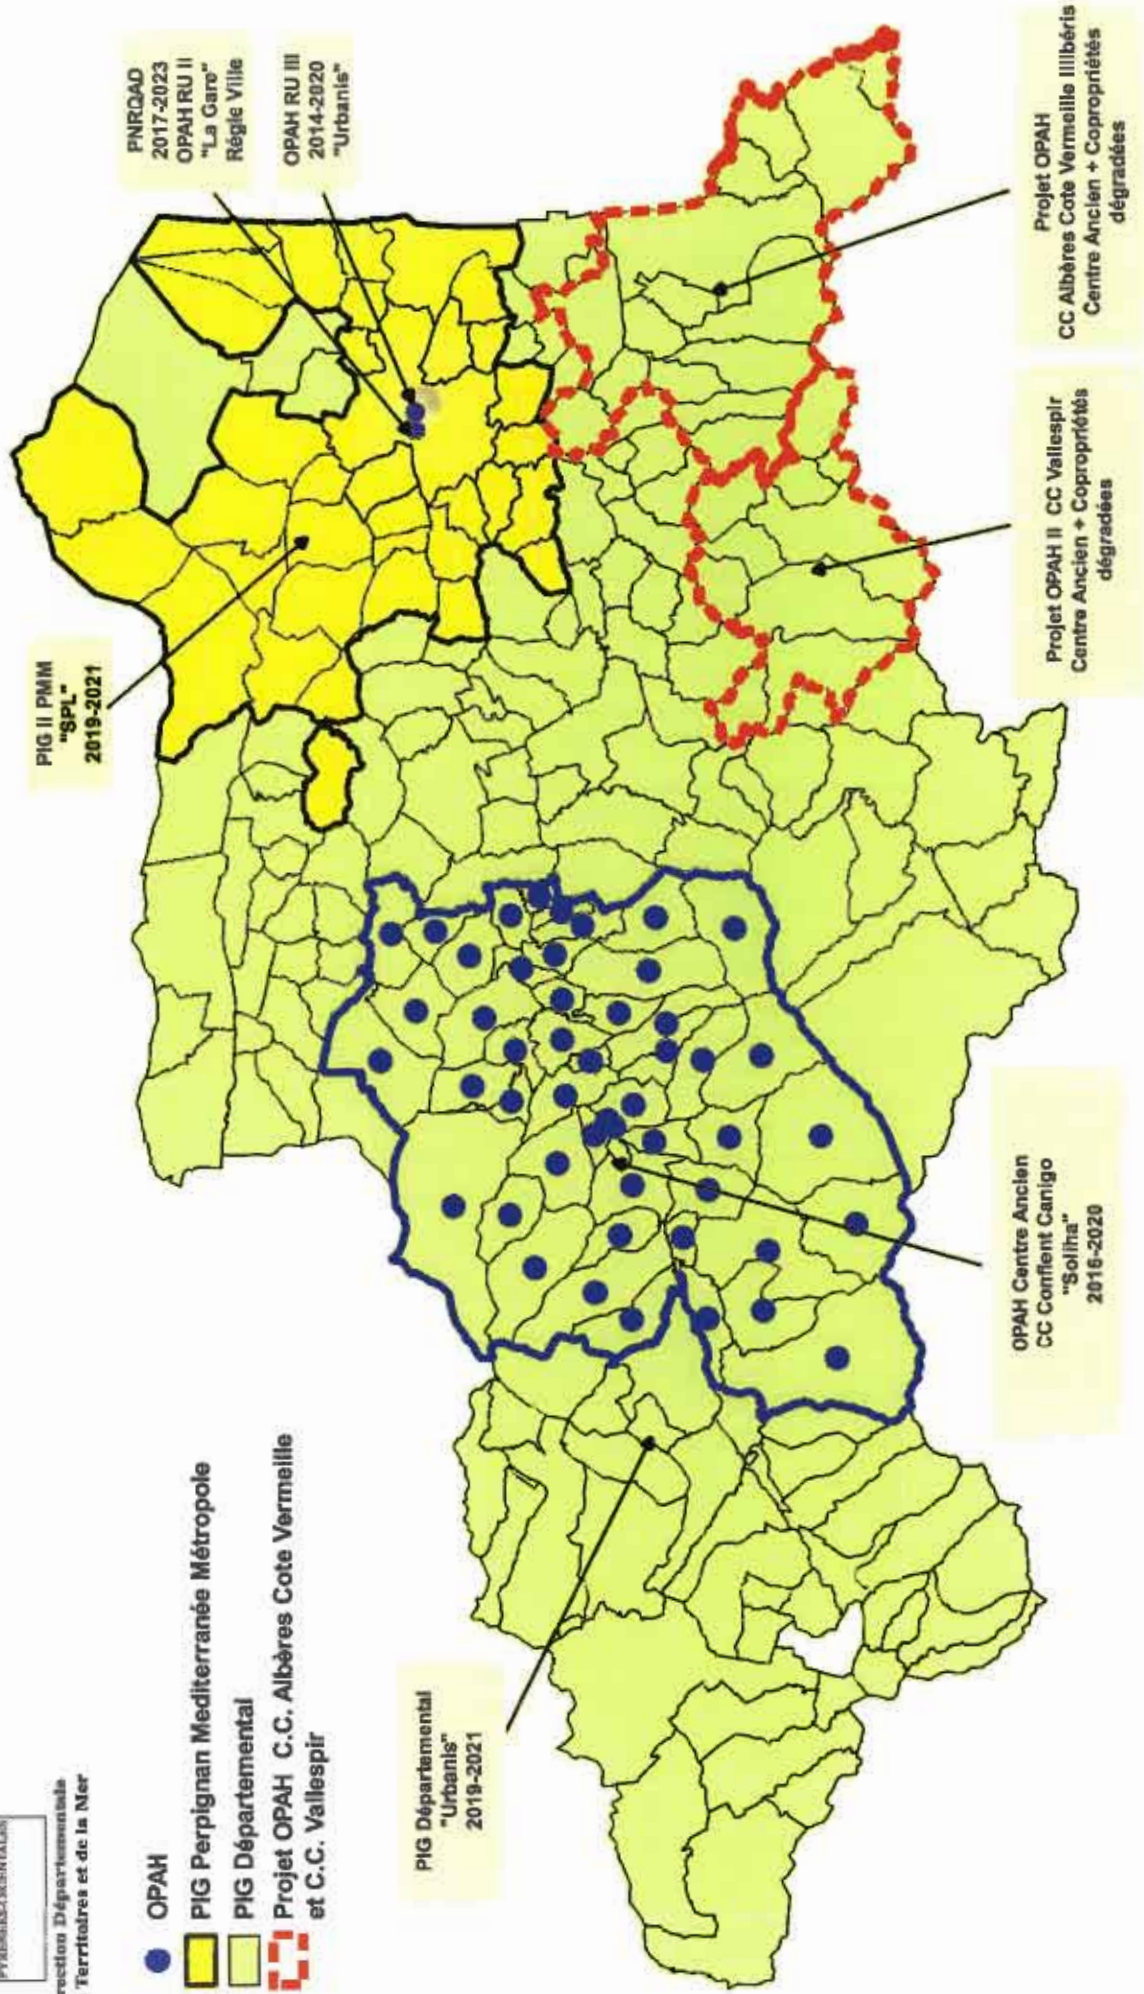 PYRENEES-ORIENTALES
Territoires et de la Mer
OPAH
PIG Perpignan Mediterranée Métropole
PIG Départemental
Projet OPAH C.C. Albères Cote Vermeille
et C.C. Vallespir
PIG II PMM
"SPL"
2019-2021
PNRQAD
2017-2023
OPAH RU II
"La Gare"
Régie Ville
OPAH RU III
2014-2020
"Urbanis"
PIG Départemental
"Urbanis"
2019-2021
OPAH Centre Ancien
CC Conflent Canigo
"Soliha"
2016-2020
Projet OPAH II CC Vallespir
Centre Ancien + Copropriétés
dégradées
Projet OPAH
CC Albères Cote Vermeille Illibéris
Centre Ancien + Copropriétés
dégradées